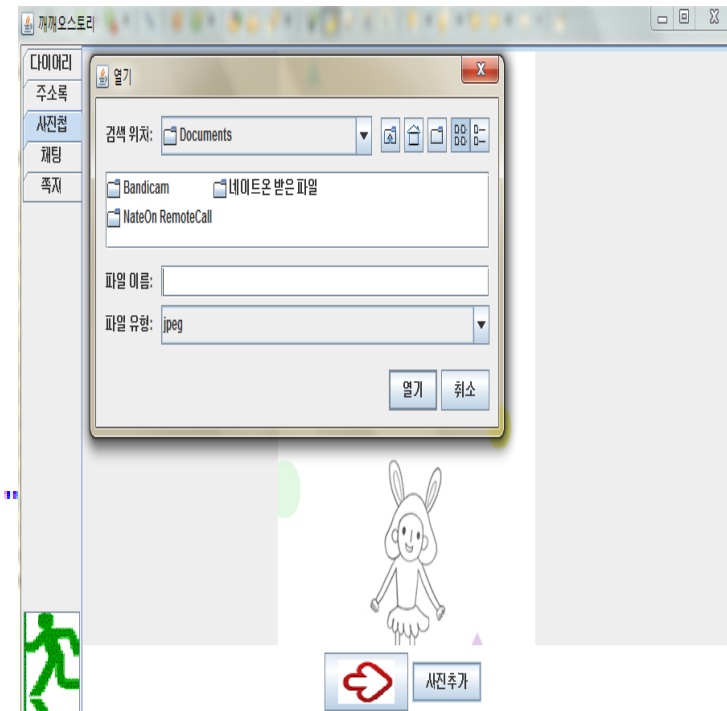 깨깨오스토리
다이어리
주소록
사진첩
채팅
쪽지
열기
검색 위치: Documents
Bandicam 네이트온 받은 파일
NateOn RemoteCall
파일 이름:
파일 유형: jpeg
열기 취소
사진추가